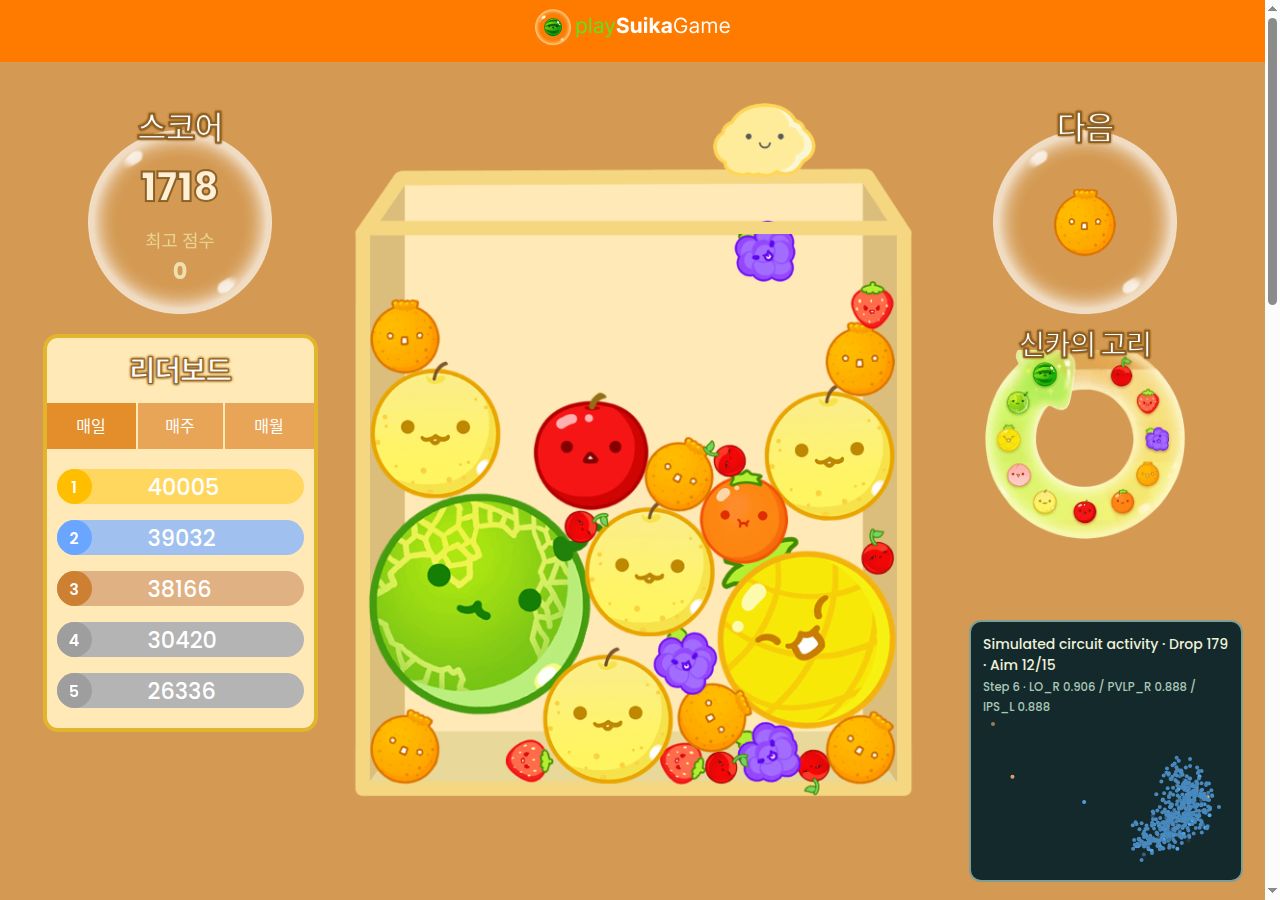 playSuikaGame
스코어
1718
최고 점수
0
다음
리더보드
매일 매주 매월
1 40005
2 39032
3 38166
4 30420
5 26336
신카의 고리
Simulated circuit activity · Drop 179
· Aim 12/15
Step 6 · LO_R 0.906 / PVLP_R 0.888 /
IPS_L 0.888